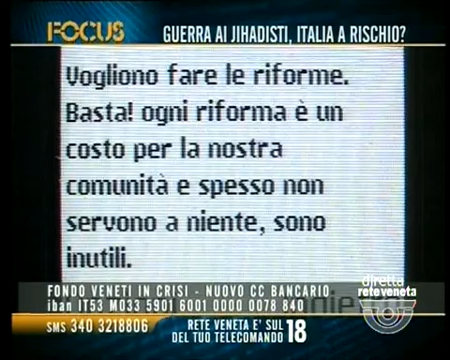 FOCUS
GUERRA AI JIHADISTI, ITALIA A RISCHIO?
Vogliono fare le riforme.
Basta! ogni riforma è un
costo per la nostra
comunità e spesso non
servono a niente, sono
inutili.
diretta
reteveneta
FONDO VENETI IN CRISI - NUOVO CC BANCARIO
iban IT53 M033 5901 6001 0000 0078 840
SMS 340 3218806
RETE VENETA E' SUL
DEL TUO TELECOMANDO 18